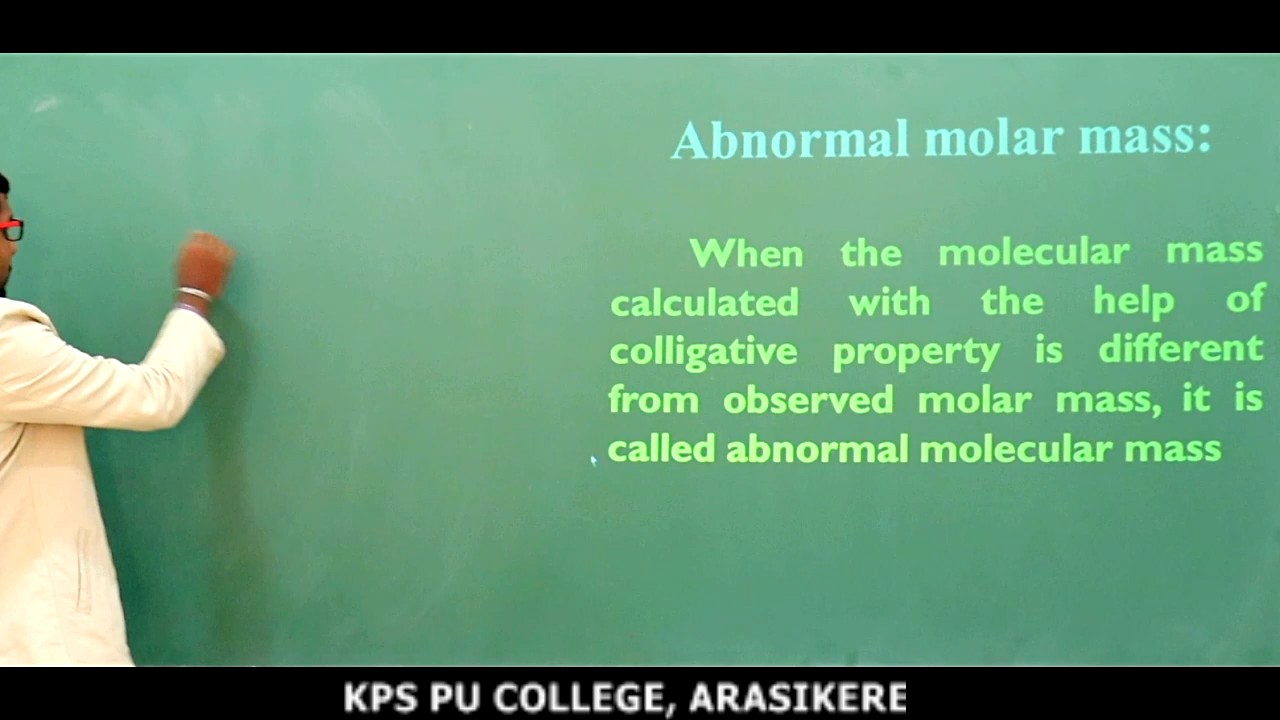 Abnormal molar mass:
When the molecular mass
calculated with the help of
colligative property is different
from observed molar mass, it is
called abnormal molecular mass
KPS PU COLLEGE, ARASIKERE